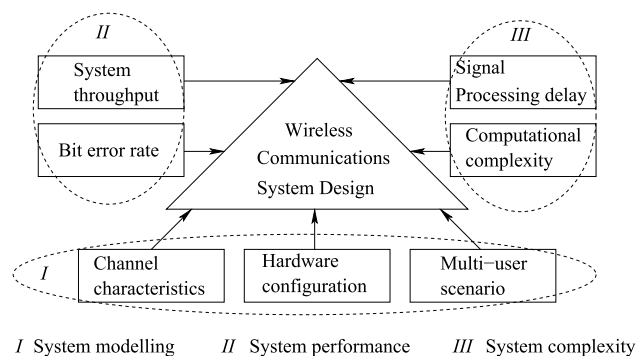 II
III
System
throughput
Signal
Processing delay
Bit error rate
Wireless
Communications
System Design
Computational
complexity
I
Channel
characteristics
Hardware
configuration
Multi−user
scenario
I System modelling II System performance III System complexity